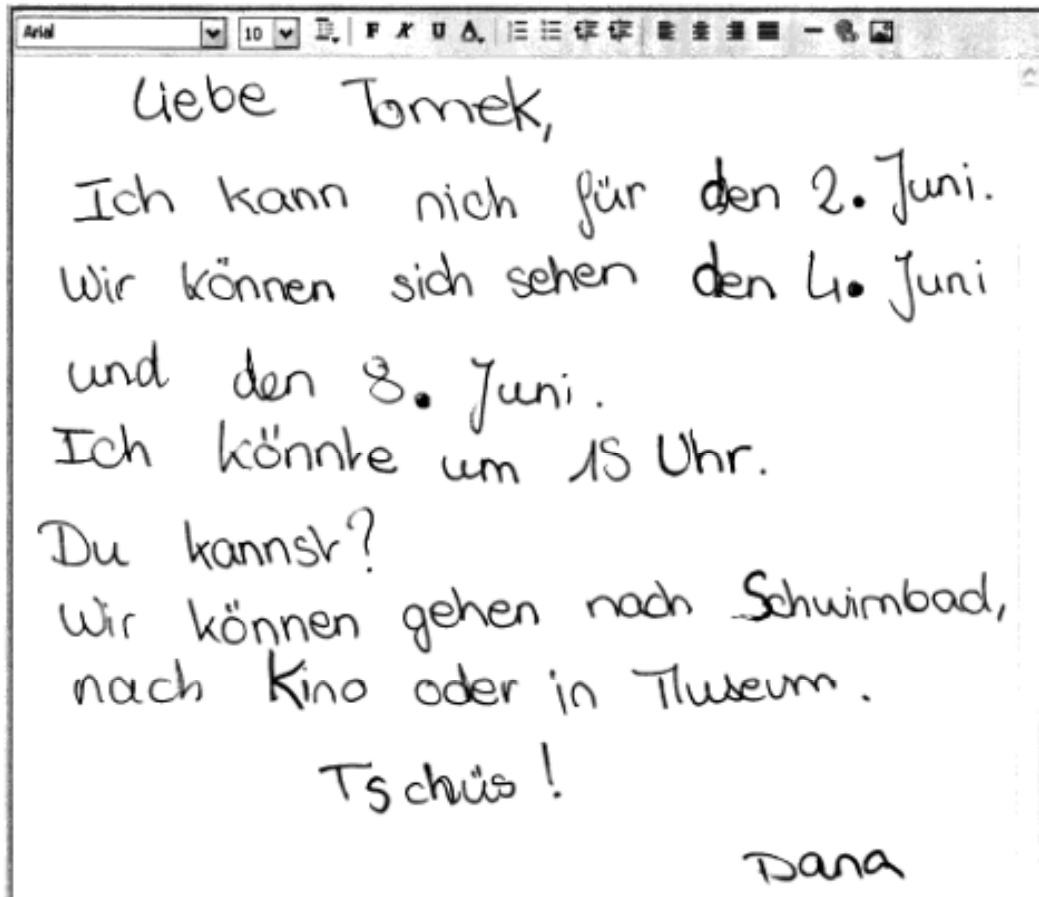 Arial 10 F K U A
Liebe Tomek,
Ich kann nich für den 2. Juni.
Wir können sich sehen den 4. Juni
und den 8. Juni.
Ich könnte um 15 Uhr.
Du kannst?
Wir können gehen nach Schwimbad,
nach Kino oder in Museum.
Tschüs!
Dana